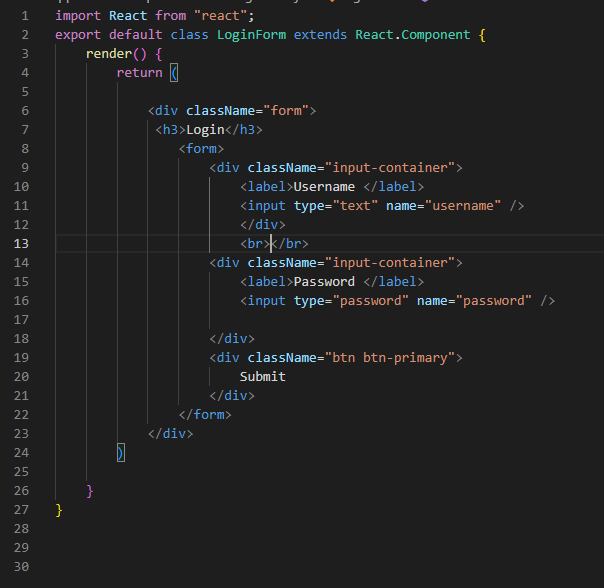 1 import React from "react";
2 export default class LoginForm extends React.Component {
3 render() {
4 return (
5
6 <div className="form">
7 <h3>Login</h3>
8 <form>
9 <div className="input-container">
10 <label>Username </label>
11 <input type="text" name="username" />
12 </div>
13 <br></br>
14 <div className="input-container">
15 <label>Password </label>
16 <input type="password" name="password" />
17
18 </div>
19 <div className="btn btn-primary">
20 Submit
21 </div>
22 </form>
23 </div>
24 )
25
26 }
27 }
28
29
30